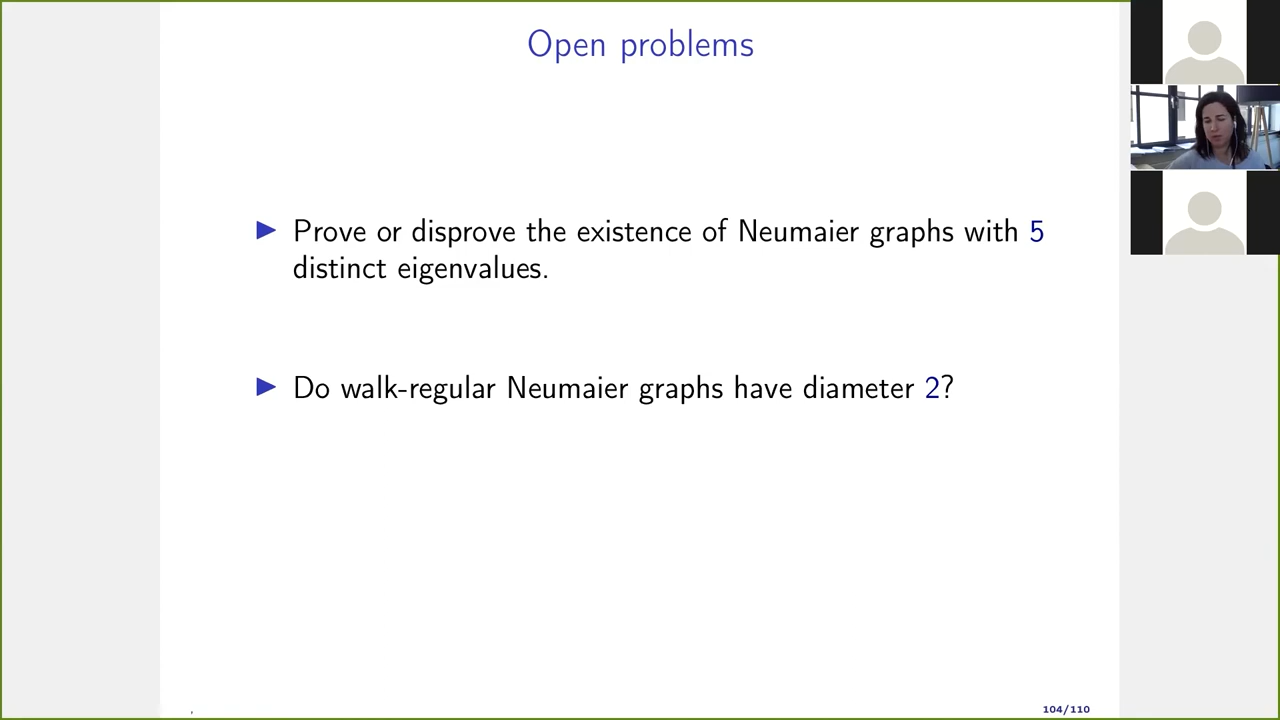 Open problems
▶ Prove or disprove the existence of Neumaier graphs with 5
distinct eigenvalues.
▶ Do walk-regular Neumaier graphs have diameter 2?
104/110